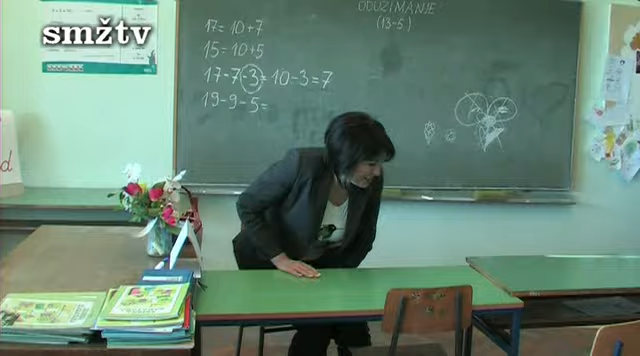 smžtv
ODUZIMANJE
(13-5)
17 = 10 + 7
15 = 10 + 5
17 - 7 - 3 = 10 - 3 = 7
19 - 9 - 5 =
d